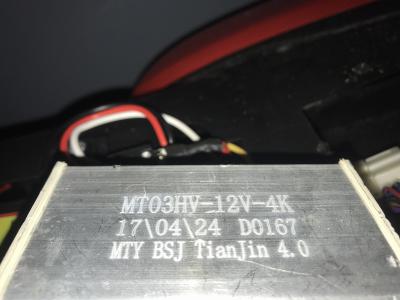 MT03HV-12V-4K
17\04\24 D0167
MTY BSJ TianJin 4.0